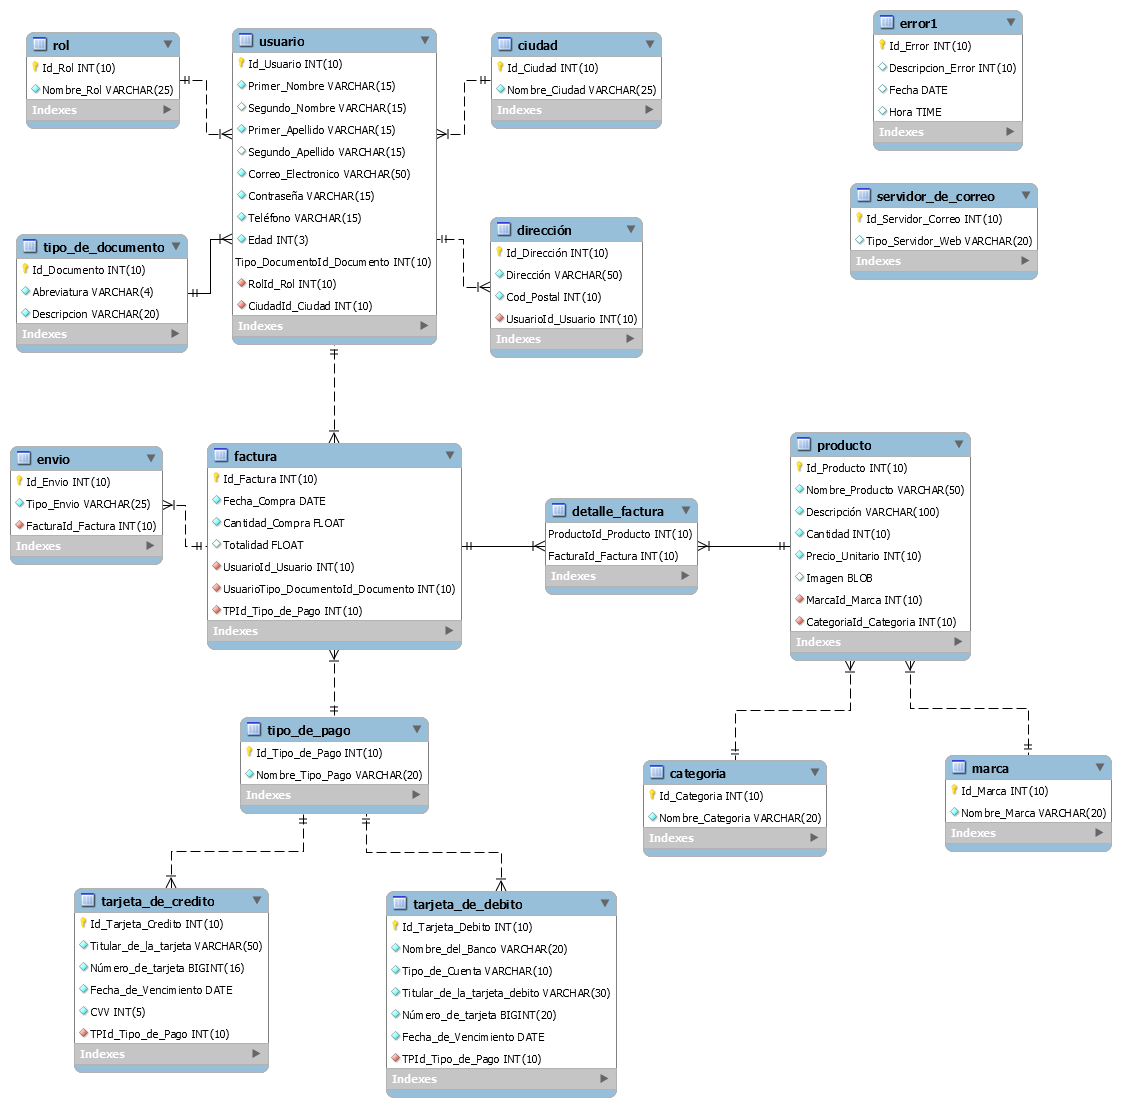 rol
Id_Rol INT(10)
Nombre_Rol VARCHAR(25)
Indexes
usuario
Id_Usuario INT(10)
Primer_Nombre VARCHAR(15)
Segundo_Nombre VARCHAR(15)
Primer_Apellido VARCHAR(15)
Segundo_Apellido VARCHAR(15)
Correo_Electronico VARCHAR(50)
Contraseña VARCHAR(15)
Teléfono VARCHAR(15)
Edad INT(3)
Tipo_DocumentoId_Documento INT(10)
RolId_Rol INT(10)
CiudadId_Ciudad INT(10)
Indexes
ciudad
Id_Ciudad INT(10)
Nombre_Ciudad VARCHAR(25)
Indexes
error1
Id_Error INT(10)
Descripcion_Error INT(10)
Fecha DATE
Hora TIME
Indexes
servidor_de_correo
Id_Servidor_Correo INT(10)
Tipo_Servidor_Web VARCHAR(20)
Indexes
tipo_de_documento
Id_Documento INT(10)
Abreviatura VARCHAR(4)
Descripcion VARCHAR(20)
Indexes
dirección
Id_Dirección INT(10)
Dirección VARCHAR(50)
Cod_Postal INT(10)
UsuarioId_Usuario INT(10)
Indexes
envio
Id_Envio INT(10)
Tipo_Envio VARCHAR(25)
FacturaId_Factura INT(10)
Indexes
factura
Id_Factura INT(10)
Fecha_Compra DATE
Cantidad_Compra FLOAT
Totalidad FLOAT
UsuarioId_Usuario INT(10)
UsuarioTipo_DocumentoId_Documento INT(10)
TPId_Tipo_de_Pago INT(10)
Indexes
detalle_factura
ProductoId_Producto INT(10)
FacturaId_Factura INT(10)
Indexes
producto
Id_Producto INT(10)
Nombre_Producto VARCHAR(50)
Descripción VARCHAR(100)
Cantidad INT(10)
Precio_Unitario INT(10)
Imagen BLOB
MarcaId_Marca INT(10)
CategoriaId_Categoria INT(10)
Indexes
tipo_de_pago
Id_Tipo_de_Pago INT(10)
Nombre_Tipo_Pago VARCHAR(20)
Indexes
categoria
Id_Categoria INT(10)
Nombre_Categoria VARCHAR(20)
Indexes
marca
Id_Marca INT(10)
Nombre_Marca VARCHAR(20)
Indexes
tarjeta_de_credito
Id_Tarjeta_Credito INT(10)
Titular_de_la_tarjeta VARCHAR(50)
Número_de_tarjeta BIGINT(16)
Fecha_de_Vencimiento DATE
CVV INT(5)
TPId_Tipo_de_Pago INT(10)
Indexes
tarjeta_de_debito
Id_Tarjeta_Debito INT(10)
Nombre_del_Banco VARCHAR(20)
Tipo_de_Cuenta VARCHAR(10)
Titular_de_la_tarjeta_debito VARCHAR(30)
Número_de_tarjeta BIGINT(20)
Fecha_de_Vencimiento DATE
TPId_Tipo_de_Pago INT(10)
Indexes